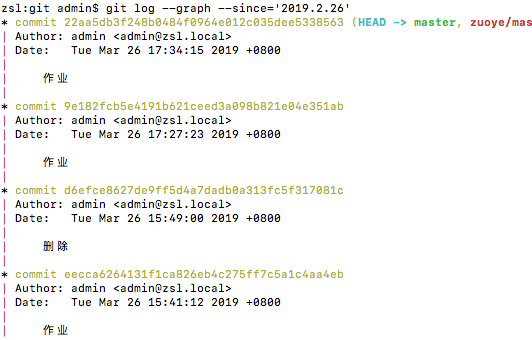 zsl:git admin$ git log --graph --since='2019.2.26'
* commit 22aa5db3f248b0484f0964e012c035dee5338563 (HEAD -> master, zuoye/mas
| Author: admin <admin@zsl.local>
| Date:   Tue Mar 26 17:34:15 2019 +0800
|
|     作业
|
* commit 9e182fcb5e4191b621ceed3a098b821e04e351ab
| Author: admin <admin@zsl.local>
| Date:   Tue Mar 26 17:27:23 2019 +0800
|
|     作业
|
* commit d6efce8627de9ff5d4a7dadb0a313fc5f317081c
| Author: admin <admin@zsl.local>
| Date:   Tue Mar 26 15:49:00 2019 +0800
|
|     删除
|
* commit eecca6264131f1ca826eb4c275ff7c5a1c4aa4eb
| Author: admin <admin@zsl.local>
| Date:   Tue Mar 26 15:41:12 2019 +0800
|
|     作业